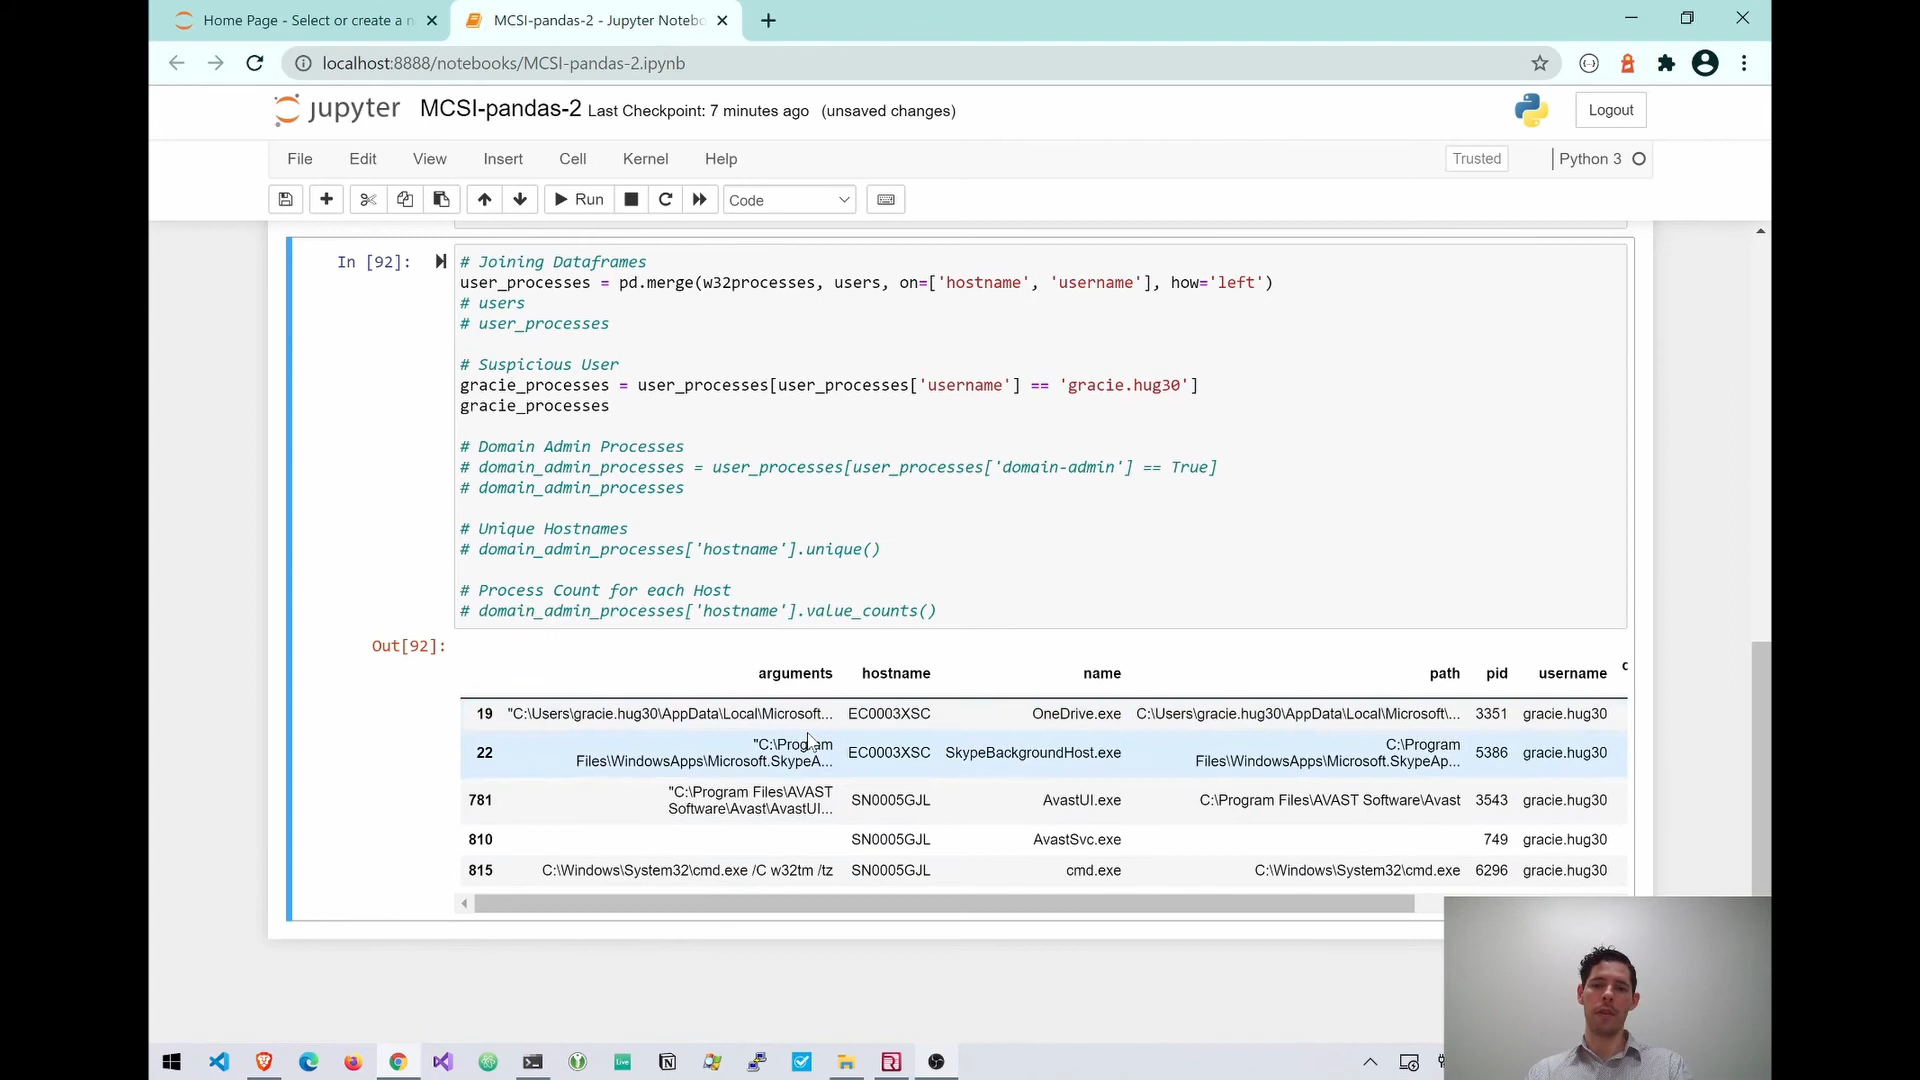 Home Page - Select or create a n
MCSI-pandas-2 - Jupyter Notebo
localhost:8888/notebooks/MCSI-pandas-2.ipynb
jupyter MCSI-pandas-2 Last Checkpoint: 7 minutes ago (unsaved changes)
Logout
File Edit View Insert Cell Kernel Help
Trusted
Python 3
Run
Code
In [92]:
# Joining Dataframes
user_processes = pd.merge(w32processes, users, on=['hostname', 'username'], how='left')
# users
# user_processes
# Suspicious User
gracie_processes = user_processes[user_processes['username'] == 'gracie.hug30']
gracie_processes
# Domain Admin Processes
# domain_admin_processes = user_processes[user_processes['domain-admin'] == True]
# domain_admin_processes
# Unique Hostnames
# domain_admin_processes['hostname'].unique()
# Process Count for each Host
# domain_admin_processes['hostname'].value_counts()
Out[92]:
arguments hostname name path pid username
19 "C:\Users\gracie.hug30\AppData\Local\Microsoft... EC0003XSC OneDrive.exe C:\Users\gracie.hug30\AppData\Local\Microsoft\... 3351 gracie.hug30
22 "C:\Program Files\WindowsApps\Microsoft.SkypeA... EC0003XSC SkypeBackgroundHost.exe C:\Program Files\WindowsApps\Microsoft.SkypeAp... 5386 gracie.hug30
781 "C:\Program Files\AVAST Software\Avast\AvastUI... SN0005GJL AvastUI.exe C:\Program Files\AVAST Software\Avast 3543 gracie.hug30
810 SN0005GJL AvastSvc.exe 749 gracie.hug30
815 C:\Windows\System32\cmd.exe /C w32tm /tz SN0005GJL cmd.exe C:\Windows\System32\cmd.exe 6296 gracie.hug30